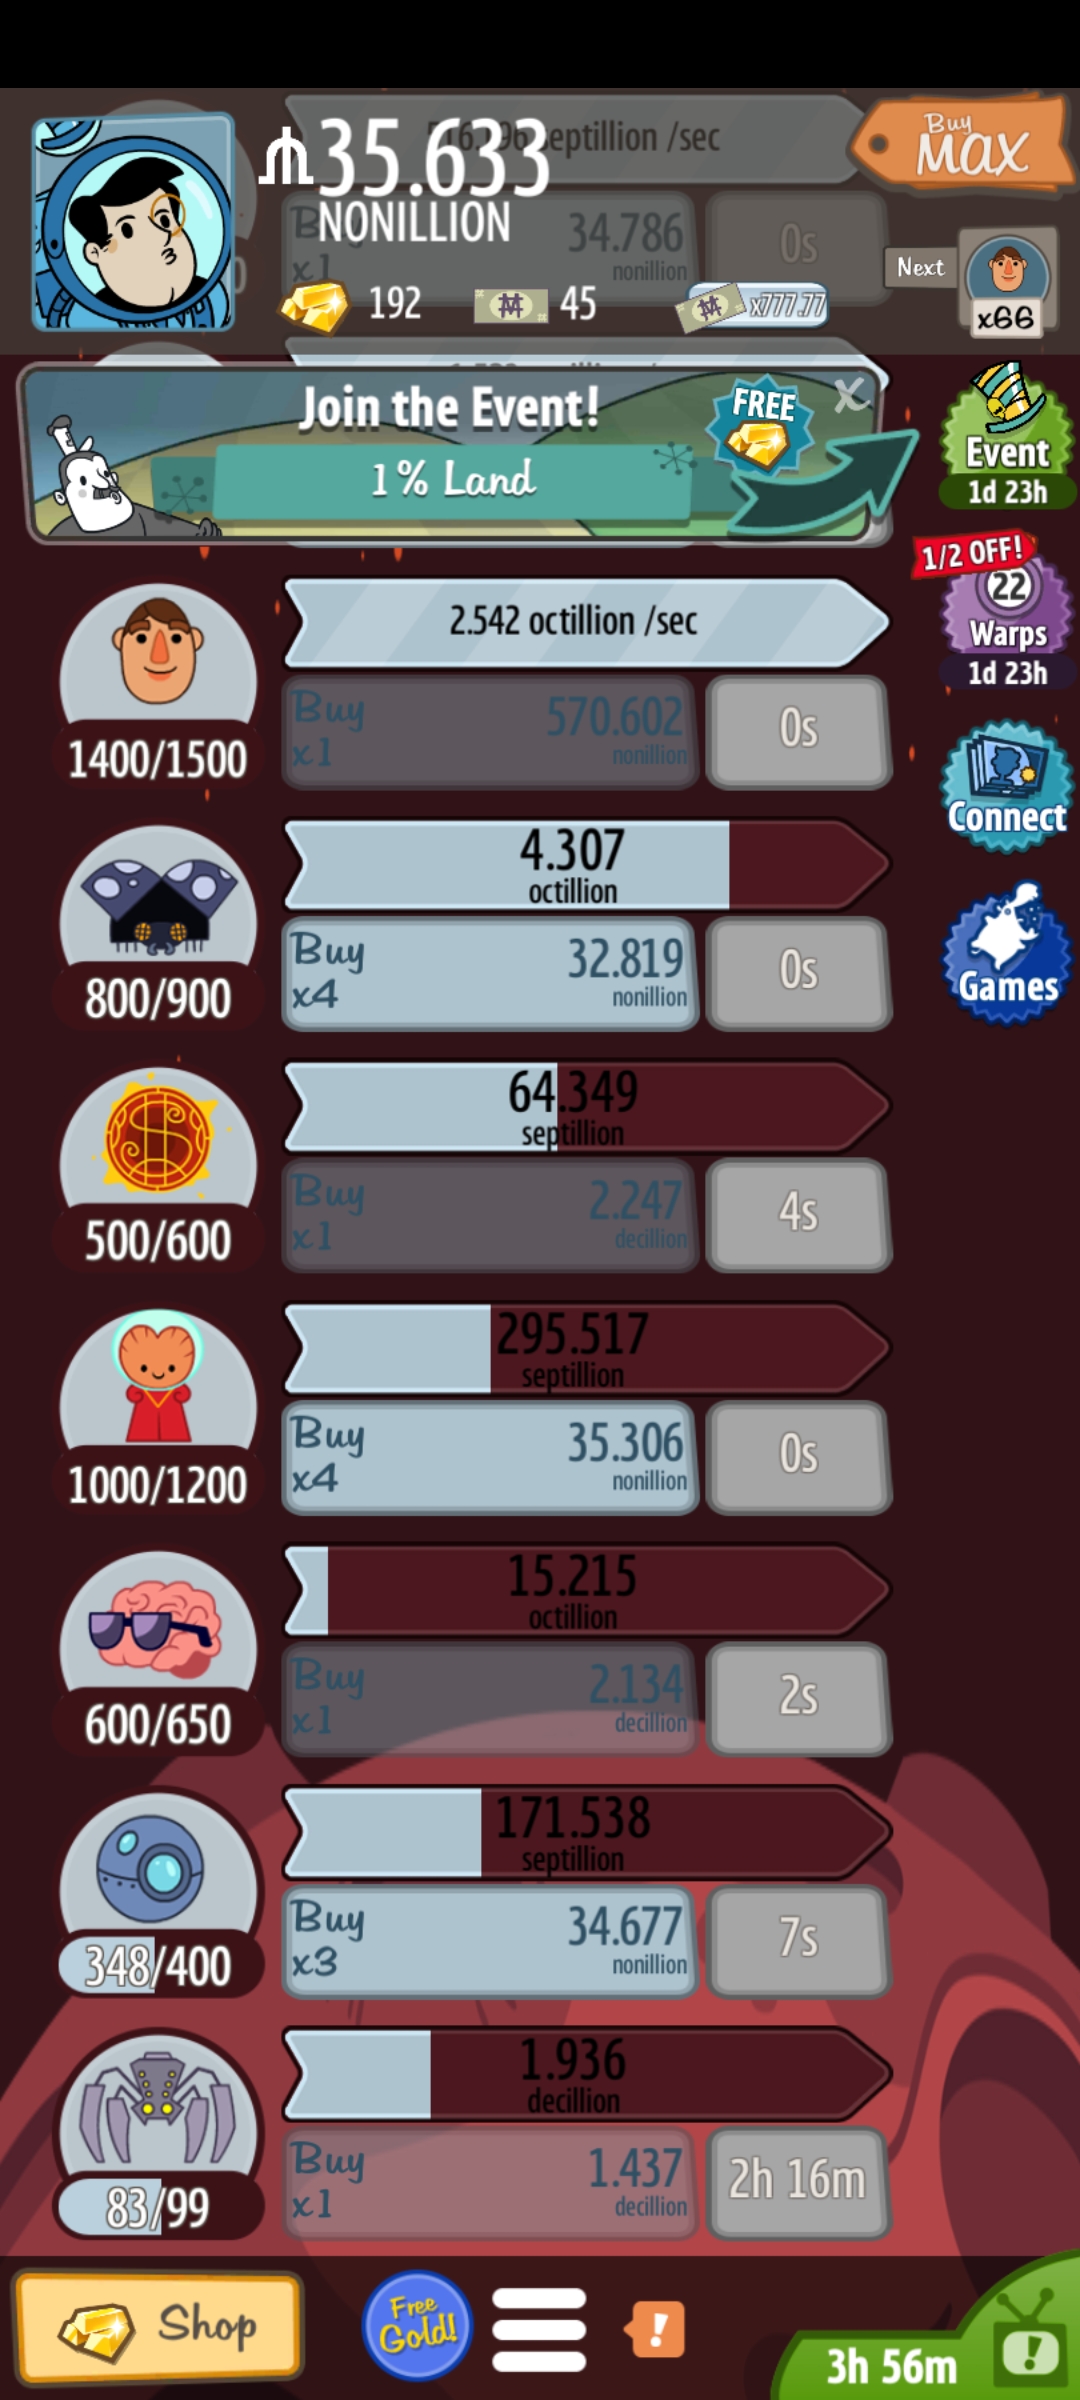 35.633
NONILLION
septillion /sec
Buy
MAX
Buy
x1
34.786
nonillion
0s
Next
x66
192
45
x777.77
Join the Event!
1% Land
FREE
X
Event
1d 23h
1/2 OFF!
22
Warps
1d 23h
Connect
Games
2.542 octillion /sec
Buy
x1
570.602
nonillion
0s
1400/1500
4.307
octillion
Buy
x4
32.819
nonillion
0s
800/900
64.349
septillion
Buy
x1
2.247
decillion
4s
500/600
295.517
septillion
Buy
x4
35.306
nonillion
0s
1000/1200
15.215
octillion
Buy
x1
2.134
decillion
2s
600/650
171.538
septillion
Buy
x3
34.677
nonillion
7s
348/400
1.936
decillion
Buy
x1
1.437
decillion
2h 16m
83/99
Shop
Free
Gold!
!
3h 56m
!